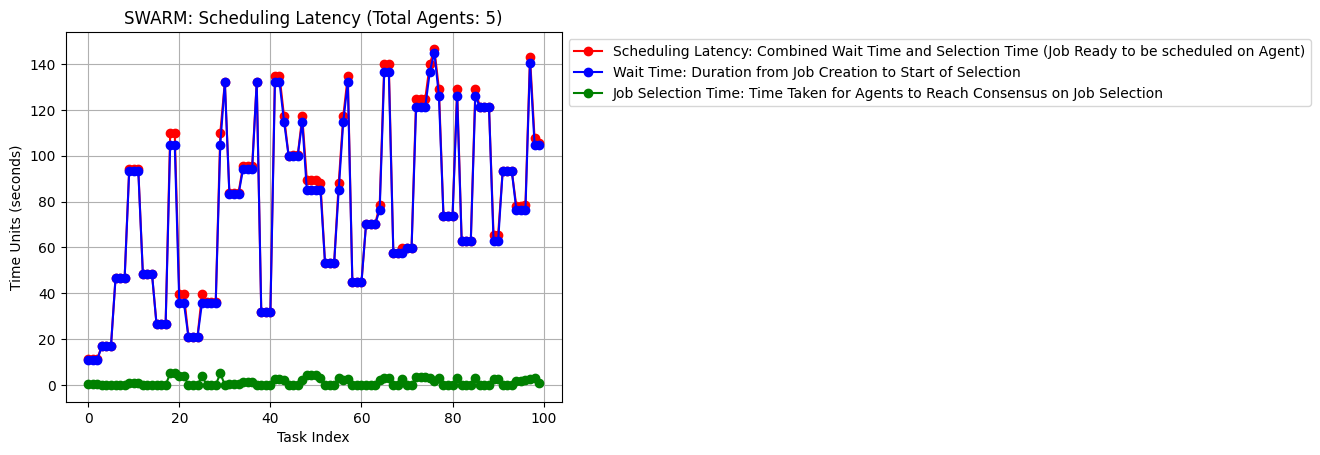 SWARM: Scheduling Latency (Total Agents: 5)
Scheduling Latency: Combined Wait Time and Selection Time (Job Ready to be scheduled on Agent)
Wait Time: Duration from Job Creation to Start of Selection
Job Selection Time: Time Taken for Agents to Reach Consensus on Job Selection
Time Units (seconds)
140
120
100
80
60
40
20
0
0 20 40 60 80 100
Task Index